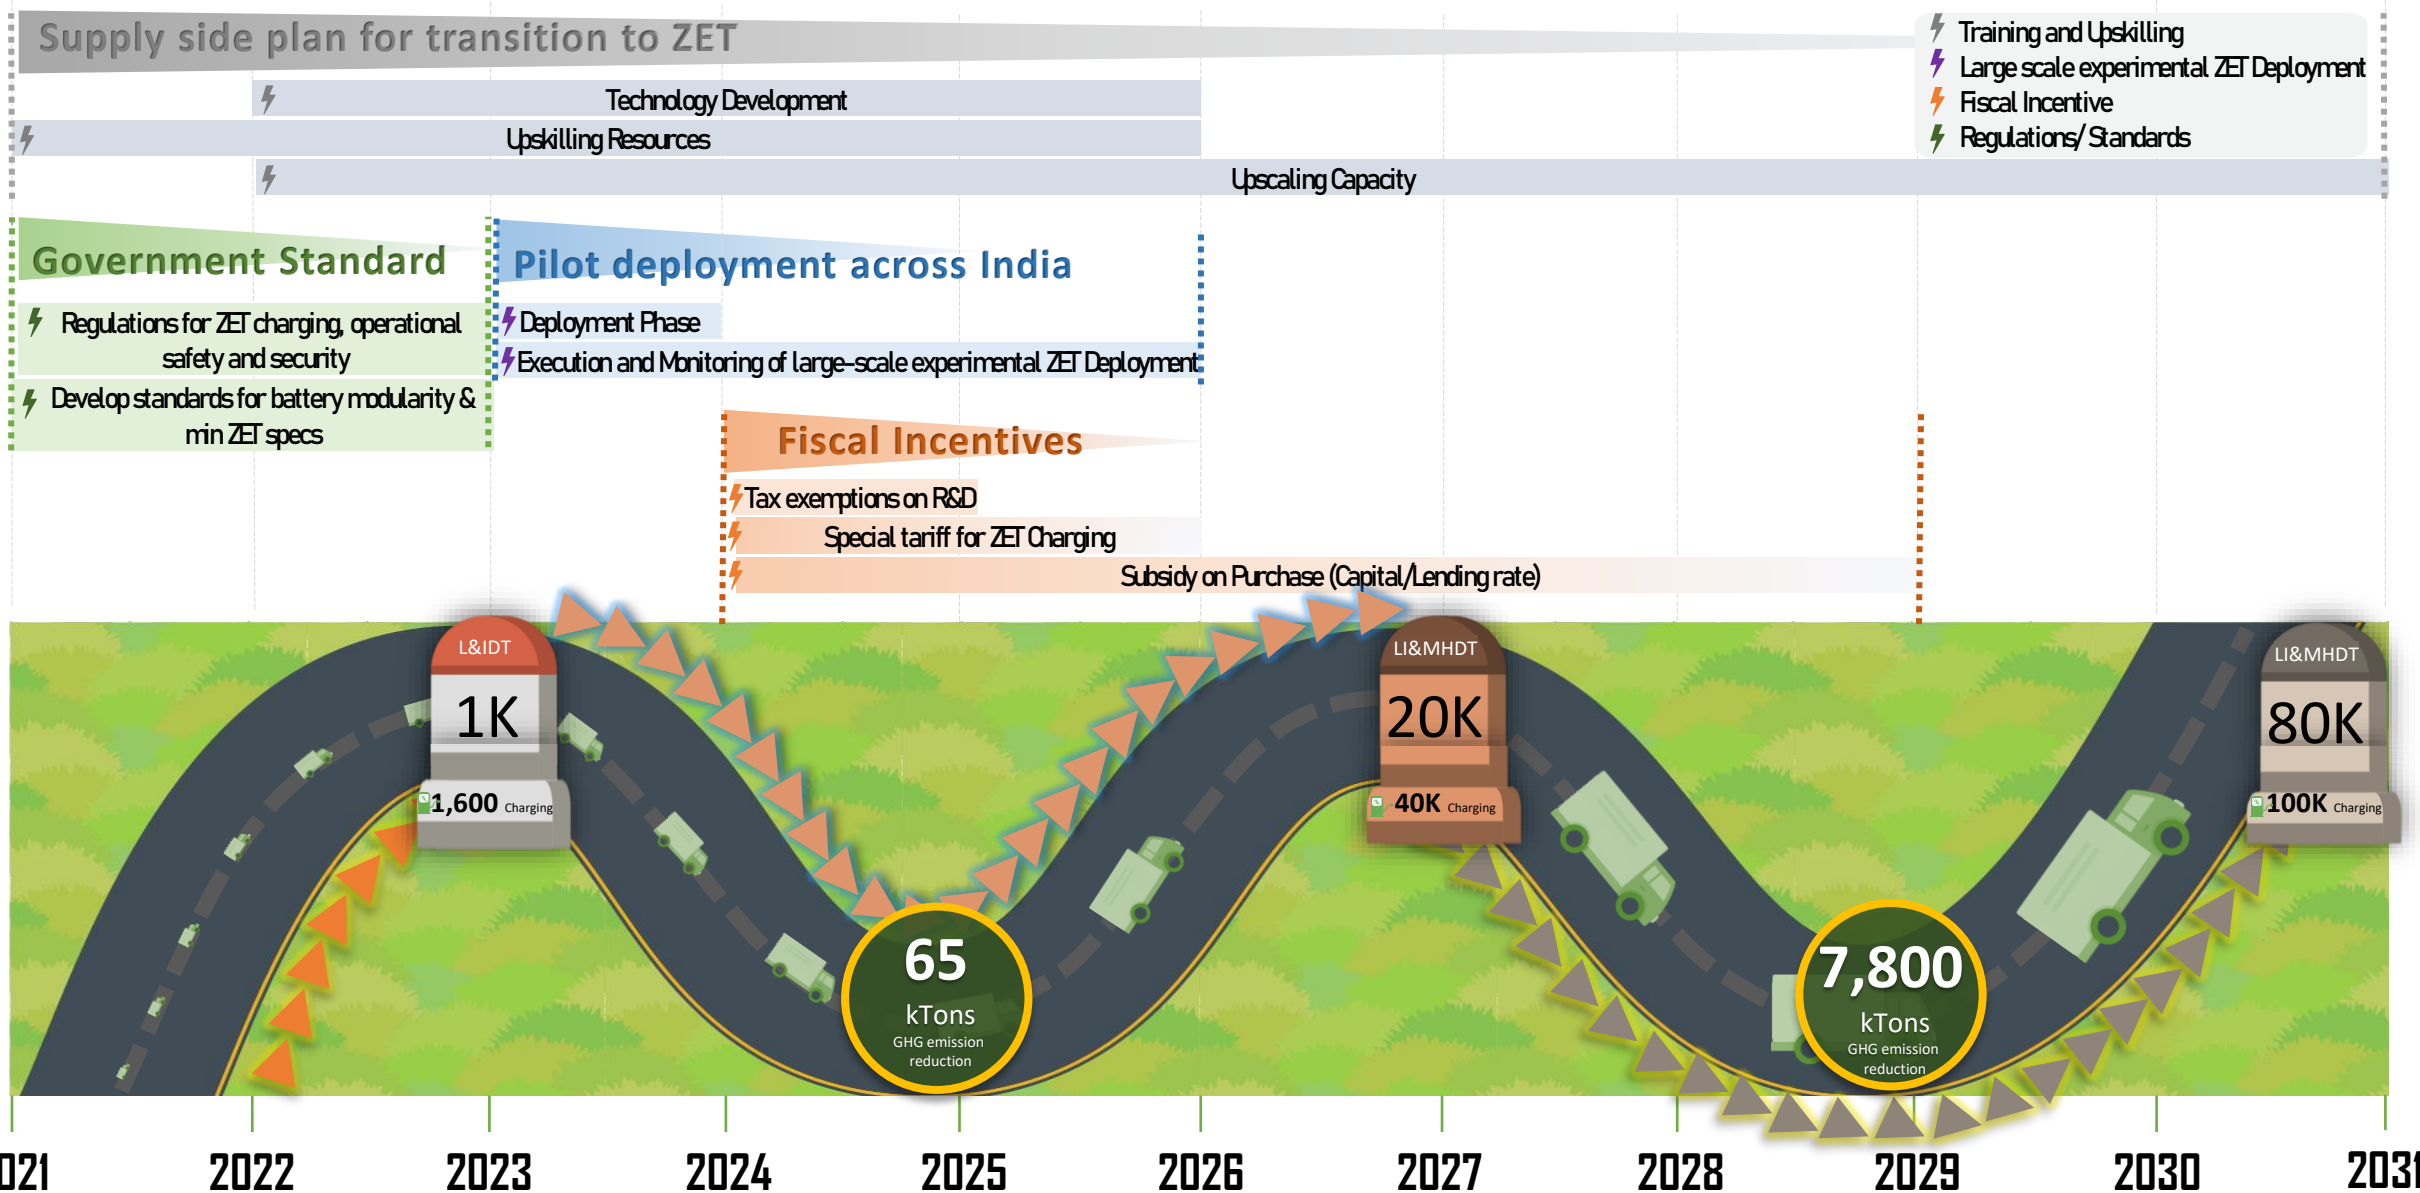 Supply side plan for transition to ZET
Training and Upskilling
Large scale experimental ZET Deployment
Fiscal Incentive
Regulations/ Standards
Technology Development
Upskilling Resources
Upscaling Capacity
Government Standard
Regulations for ZET charging, operational
safety and security
Develop standards for battery modularity &
min ZET specs
Pilot deployment across India
Deployment Phase
Execution and Monitoring of large-scale experimental ZET Deployment
Fiscal Incentives
Tax exemptions on R&D
Special tariff for ZET Charging
Subsidy on Purchase (Capital/Lending rate)
L&IDT
1K
1,600 Charging
65
kTons
GHG emission
reduction
LI&MHDT
20K
40K Charging
7,800
kTons
GHG emission
reduction
LI&MHDT
80K
100K Charging
021 2022 2023 2024 2025 2026 2027 2028 2029 2030 2031